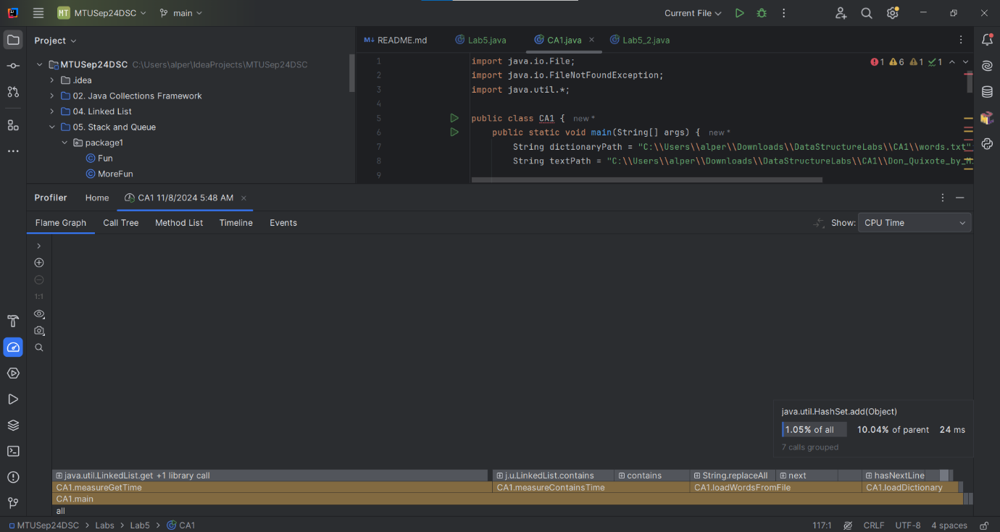 MT MTUSep24DSC main Current File
Project
README.md Lab5.java CA1.java Lab5_2.java
MTUSep24DSC C:\Users\alper\IdeaProjects\MTUSep24DSC
.idea
02. Java Collections Framework
04. Linked List
05. Stack and Queue
package1
Fun
MoreFun
1 import java.io.File;
2 import java.io.FileNotFoundException;
3 import java.util.*;
4
5 public class CA1 { new *
6 public static void main(String[] args) { new *
7 String dictionaryPath = "C:\\Users\\alper\\Downloads\\DataStructureLabs\\CA1\\words.txt"
8 String textPath = "C:\\Users\\alper\\Downloads\\DataStructureLabs\\CA1\\Don_Quixote_by_M
9
1 6 1 1
Profiler Home CA1 11/8/2024 5:48 AM
Flame Graph Call Tree Method List Timeline Events Show: CPU Time
1:1
java.util.HashSet.add(Object)
1.05% of all 10.04% of parent 24 ms
7 calls grouped
java.util.LinkedList.get +1 library call j.u.LinkedList.contains contains String.replaceAll next hasNextLine
CA1.measureGetTime CA1.measureContainsTime CA1.loadWordsFromFile CA1.loadDictionary
CA1.main
all
MTUSep24DSC > Labs > Lab5 > CA1 117:1 CRLF UTF-8 4 spaces